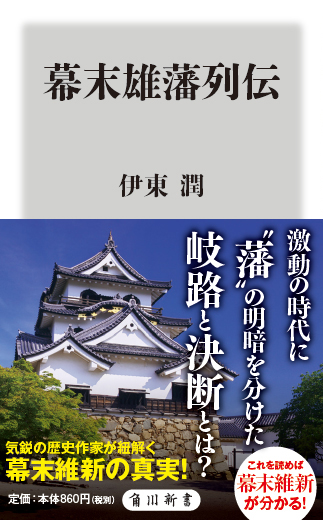 幕末雄藩列伝
伊東 潤
激動の時代に
"藩"の明暗を分けた
岐路と決断とは?
気鋭の歴史作家が紐解く
幕末維新の真実!
定価:本体860円(税別)
角川新書
これを読めば
幕末維新
が分かる!